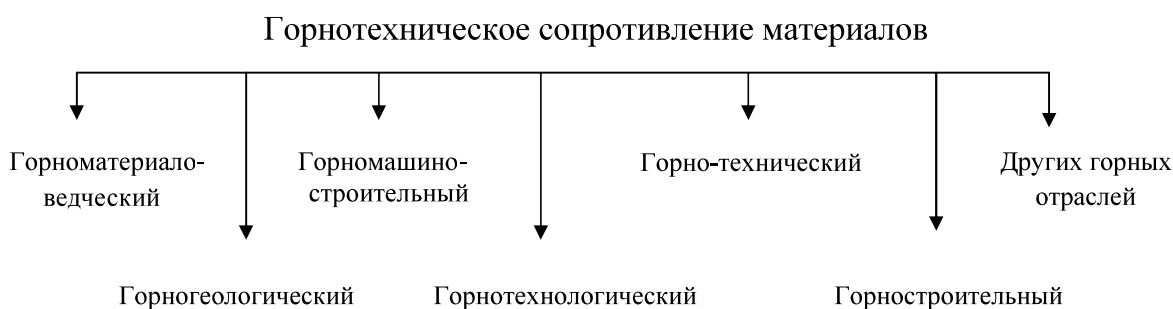 Горнотехническое сопротивление материалов
Горноматериало-
ведческий
Горномашино-
строительный
Горно-технический
Других горных
отраслей
Горногеологический
Горнотехнологический
Горностроительный